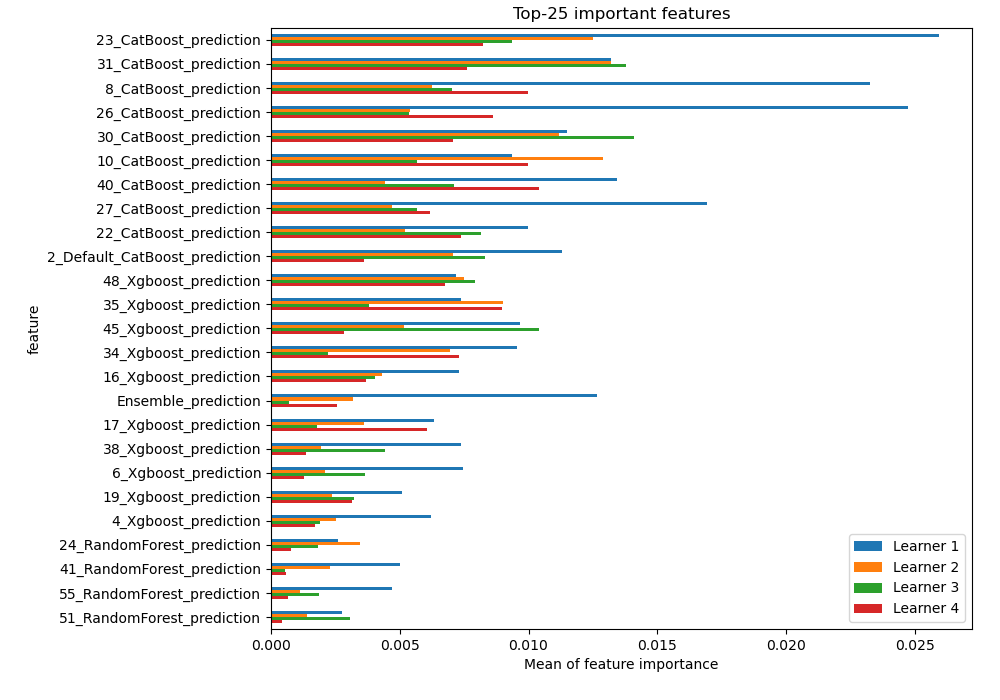 Top-25 important features
feature
23_CatBoost_prediction
31_CatBoost_prediction
8_CatBoost_prediction
26_CatBoost_prediction
30_CatBoost_prediction
10_CatBoost_prediction
40_CatBoost_prediction
27_CatBoost_prediction
22_CatBoost_prediction
2_Default_CatBoost_prediction
48_Xgboost_prediction
35_Xgboost_prediction
45_Xgboost_prediction
34_Xgboost_prediction
16_Xgboost_prediction
Ensemble_prediction
17_Xgboost_prediction
38_Xgboost_prediction
6_Xgboost_prediction
19_Xgboost_prediction
4_Xgboost_prediction
24_RandomForest_prediction
41_RandomForest_prediction
55_RandomForest_prediction
51_RandomForest_prediction
Learner 1
Learner 2
Learner 3
Learner 4
0.000 0.005 0.010 0.015 0.020 0.025
Mean of feature importance